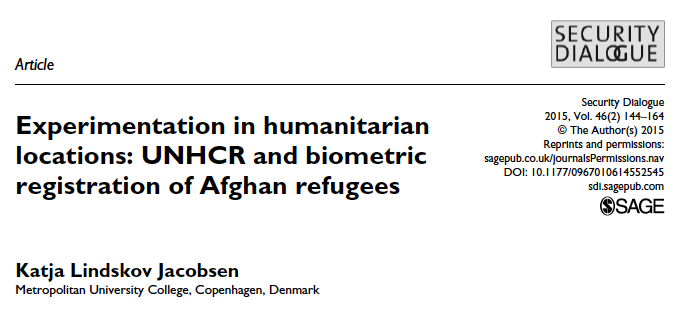 SECURITY
DIALOGUE
Article
Security Dialogue
2015, Vol. 46(2) 144–164
© The Author(s) 2015
Reprints and permissions:
sagepub.co.uk/journalsPermissions.nav
DOI: 10.1177/0967010614552545
sdi.sagepub.com
SAGE
Experimentation in humanitarian
locations: UNHCR and biometric
registration of Afghan refugees
Katja Lindskov Jacobsen
Metropolitan University College, Copenhagen, Denmark